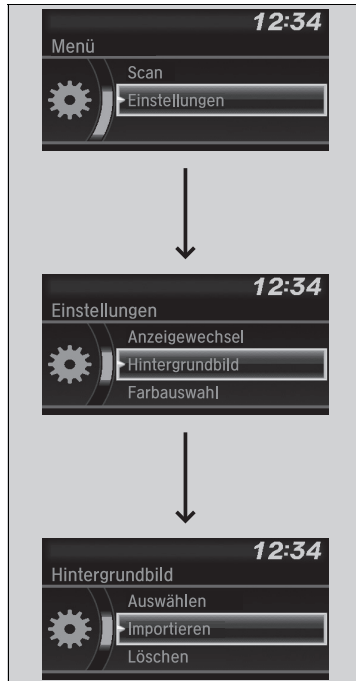 12:34
Menü
Scan
Einstellungen
12:34
Einstellungen
Anzeigewechsel
Hintergrundbild
Farbauswahl
12:34
Hintergrundbild
Auswählen
Importieren
Löschen